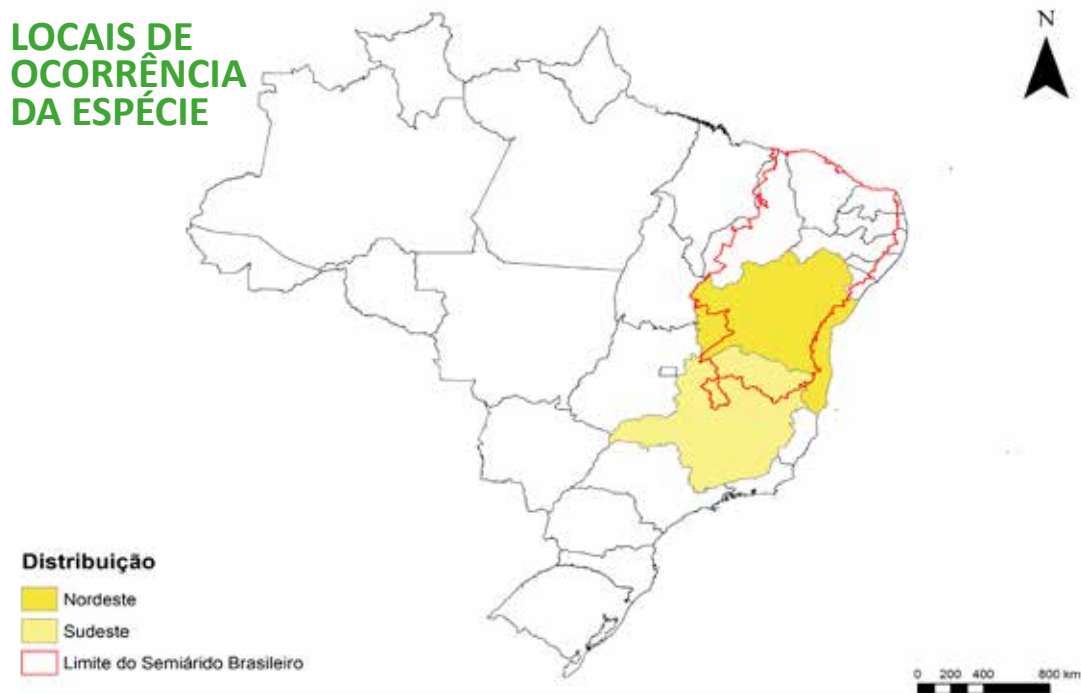 LOCAIS DE
OCORRÊNCIA
DA ESPÉCIE
N
Distribuição
Nordeste
Sudeste
Limite do Semiárido Brasileiro
0 200 400 800 km